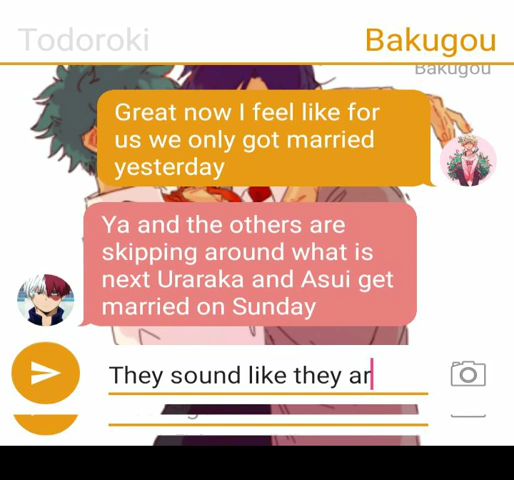 Todoroki Bakugou
Bakugou
Great now I feel like for
us we only got married
yesterday
Ya and the others are
skipping around what is
next Uraraka and Asui get
married on Sunday
They sound like they ar